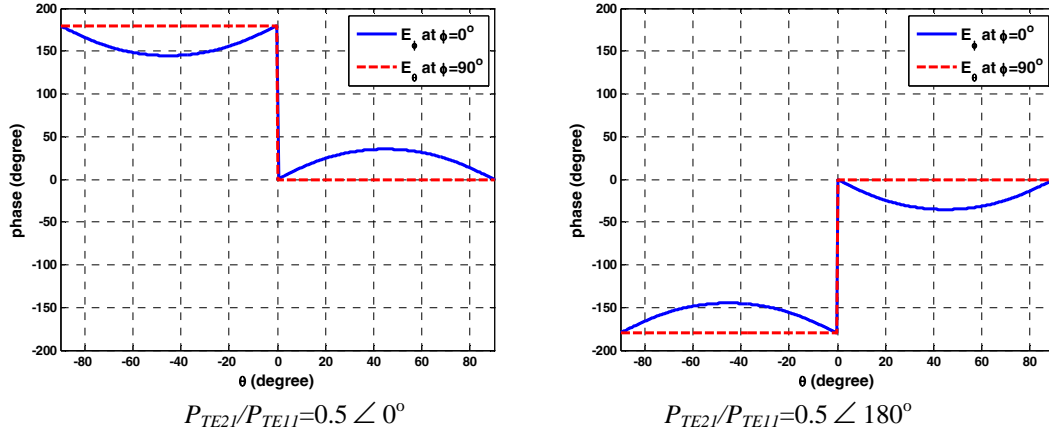 200
150
100
50
0
-50
-100
-150
-200
phase (degree)
-80 -60 -40 -20 0 20 40 60 80
θ (degree)
E_ϕ at ϕ=0°
E_θ at ϕ=90°
P_TE21/P_TE11=0.5 ∠ 0°
200
150
100
50
0
-50
-100
-150
-200
phase (degree)
-80 -60 -40 -20 0 20 40 60 80
θ (degree)
E_ϕ at ϕ=0°
E_θ at ϕ=90°
P_TE21/P_TE11=0.5 ∠ 180°